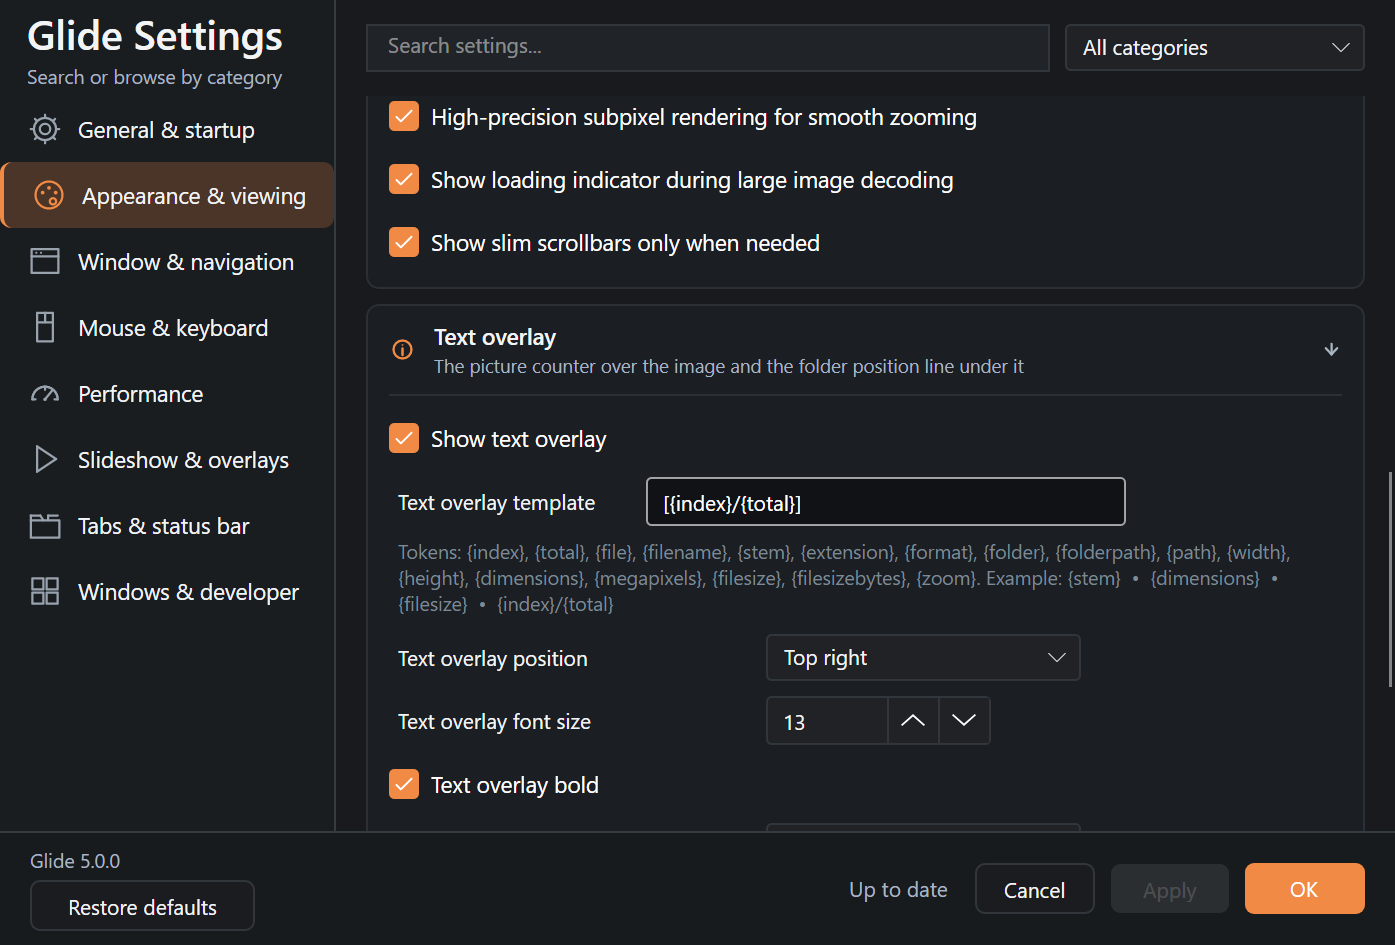 Glide Settings
Search or browse by category
General & startup
Appearance & viewing
Window & navigation
Mouse & keyboard
Performance
Slideshow & overlays
Tabs & status bar
Windows & developer
Search settings...
All categories
High-precision subpixel rendering for smooth zooming
Show loading indicator during large image decoding
Show slim scrollbars only when needed
Text overlay
The picture counter over the image and the folder position line under it
Show text overlay
Text overlay template
[{index}/{total}]
Tokens: {index}, {total}, {file}, {filename}, {stem}, {extension}, {format}, {folder}, {folderpath}, {path}, {width},
{height}, {dimensions}, {megapixels}, {filesize}, {filesizebytes}, {zoom}. Example: {stem} • {dimensions} •
{filesize} • {index}/{total}
Text overlay position
Top right
Text overlay font size
13
Text overlay bold
Glide 5.0.0
Restore defaults
Up to date
Cancel
Apply
OK